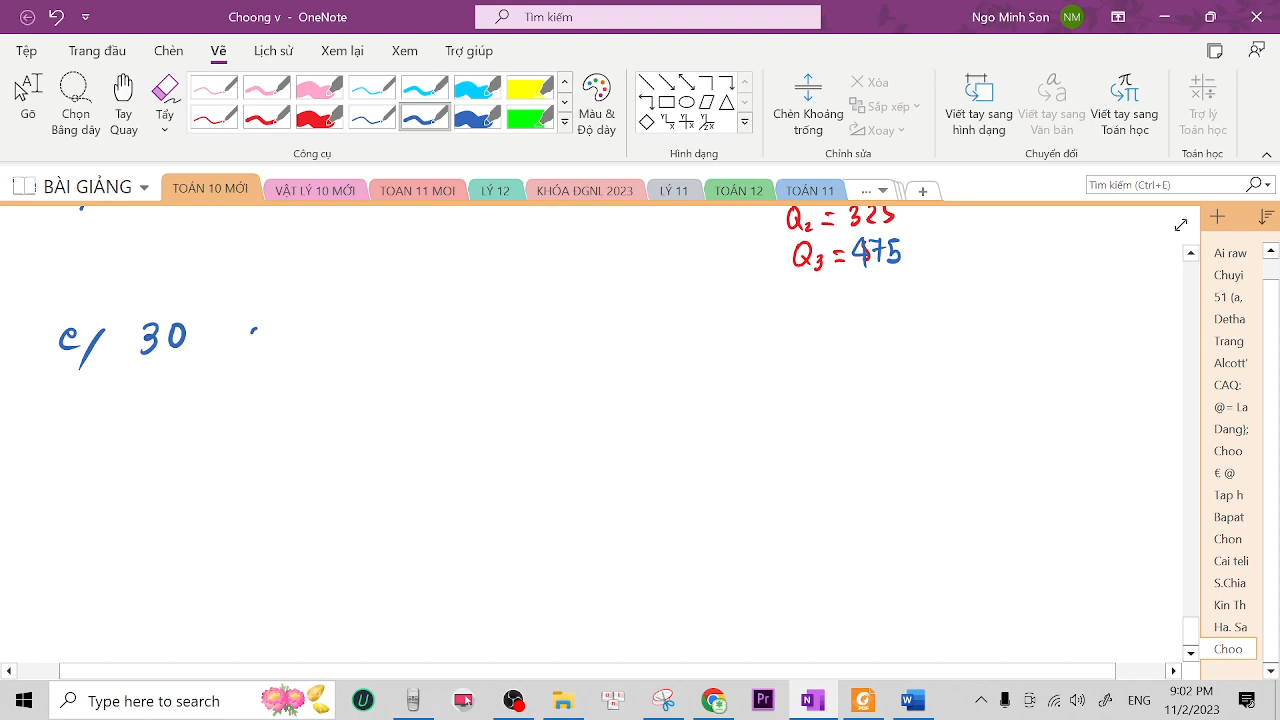 Choong v - OneNote
Tìm kiếm
Ngo Minh Son
NM
Tệp
Trang đầu
Chèn
Vẽ
Lịch sử
Xem lại
Xem
Trợ giúp
Gõ
Chọn Bằng dây
Tay Quay
Tẩy
Màu & Độ dày
Chèn Khoảng trống
Xóa
Sắp xếp
Xoay
Viết tay sang hình dạng
Viết tay sang Văn bản
Viết tay sang Toán học
Trợ lý Toán học
Công cụ
Hình dạng
Chỉnh sửa
Chuyển đổi
Toán học
BÀI GIẢNG
TOÁN 10 MỚI
VẬT LÝ 10 MỚI
TOAN 11 MOI
LÝ 12
KHÓA ĐGNL 2023
LÝ 11
TOÁN 12
TOÁN 11
...
Tìm kiếm (Ctrl+E)
Q₂ = 325
Q₃ = 475
c/ 30
Ai raw
Chuyi
51 (a,
Detha
Trang
Alcott'
CAQ:
@= La
Dang;
Choo
€ @
Tap h
Bapat
Chon
Cai teli
S.Cha
Kin Th
Ha. Sa
Choo
Type here to search
ENG
9:02 PM
11/2/2023